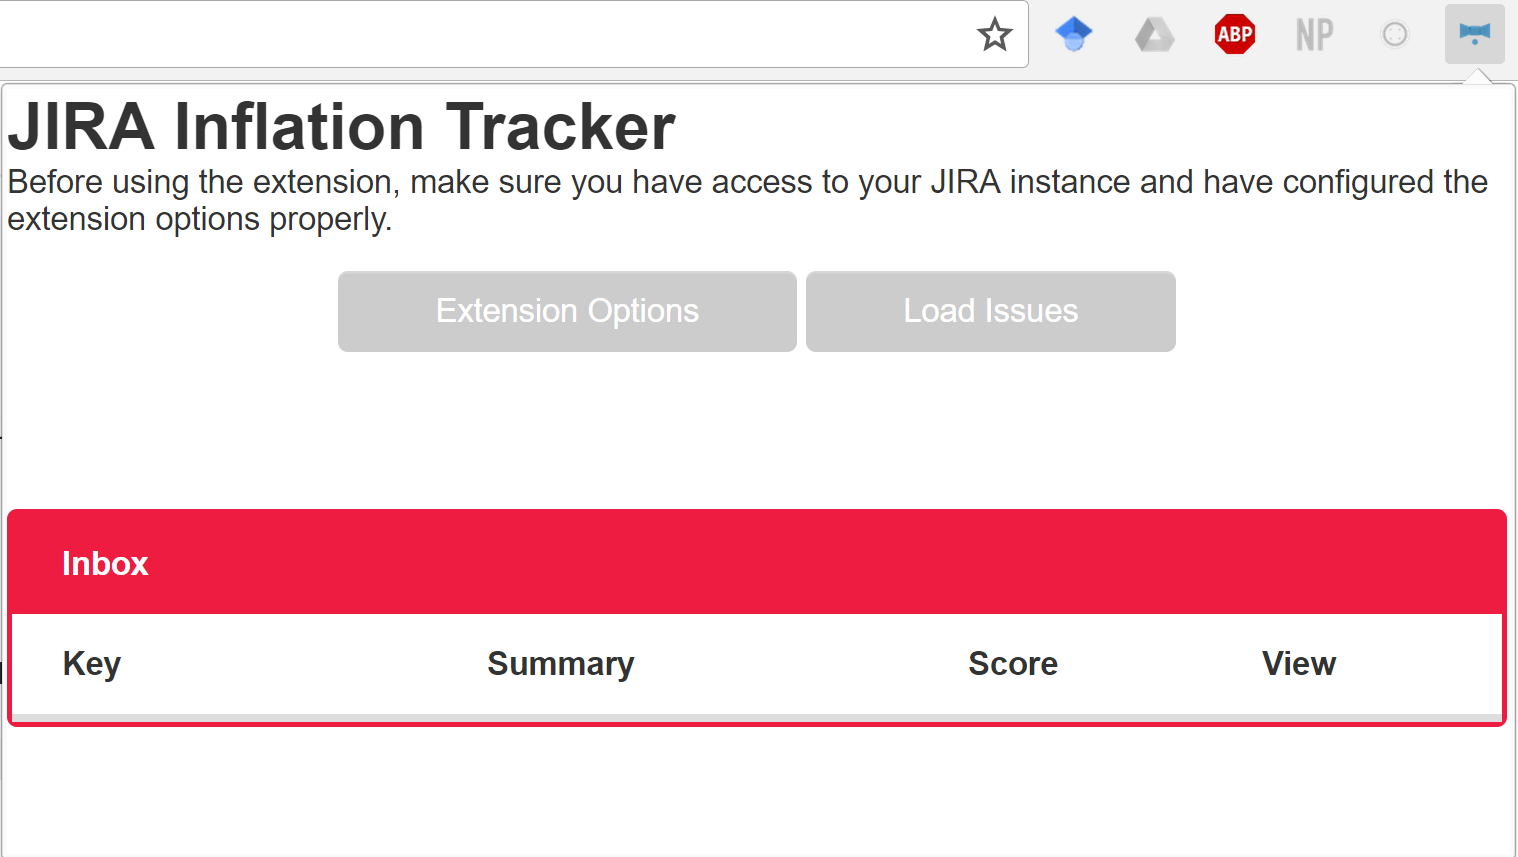 ABP NP
JIRA Inflation Tracker
Before using the extension, make sure you have access to your JIRA instance and have configured the
extension options properly.
Extension Options Load Issues
Inbox
Key Summary Score View